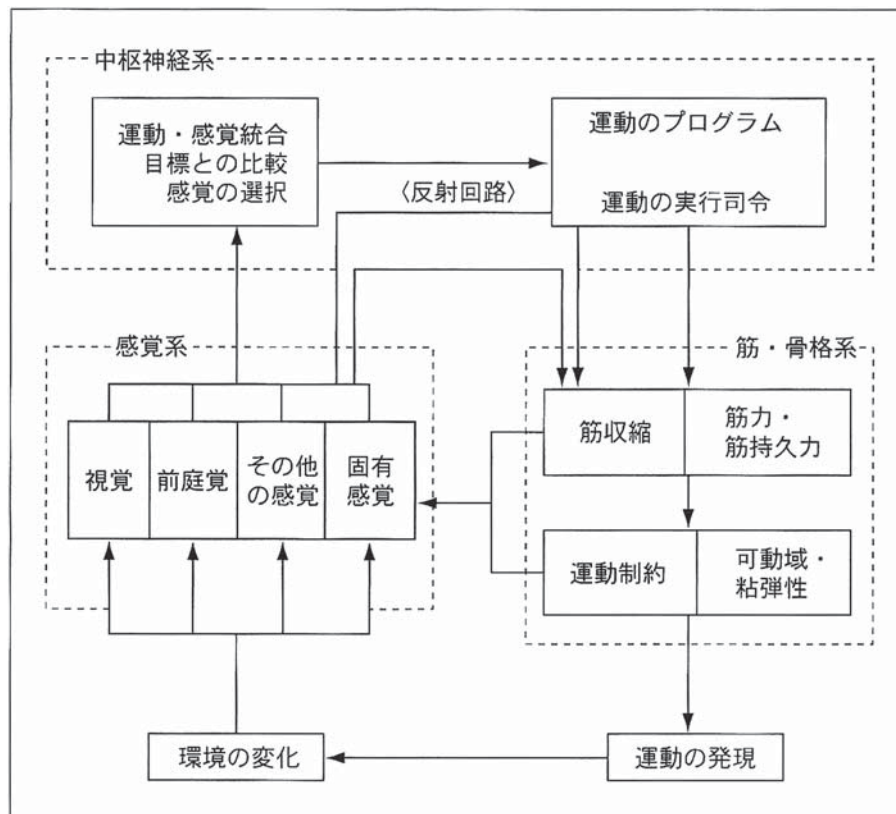 中枢神経系
運動・感覚統合
目標との比較
感覚の選択
運動のプログラム
〈反射回路〉
運動の実行司令
感覚系
筋・骨格系
視覚
前庭覚
その他
の感覚
固有
感覚
筋収縮
筋力・
筋持久力
運動制約
可動域・
粘弾性
環境の変化
運動の発現